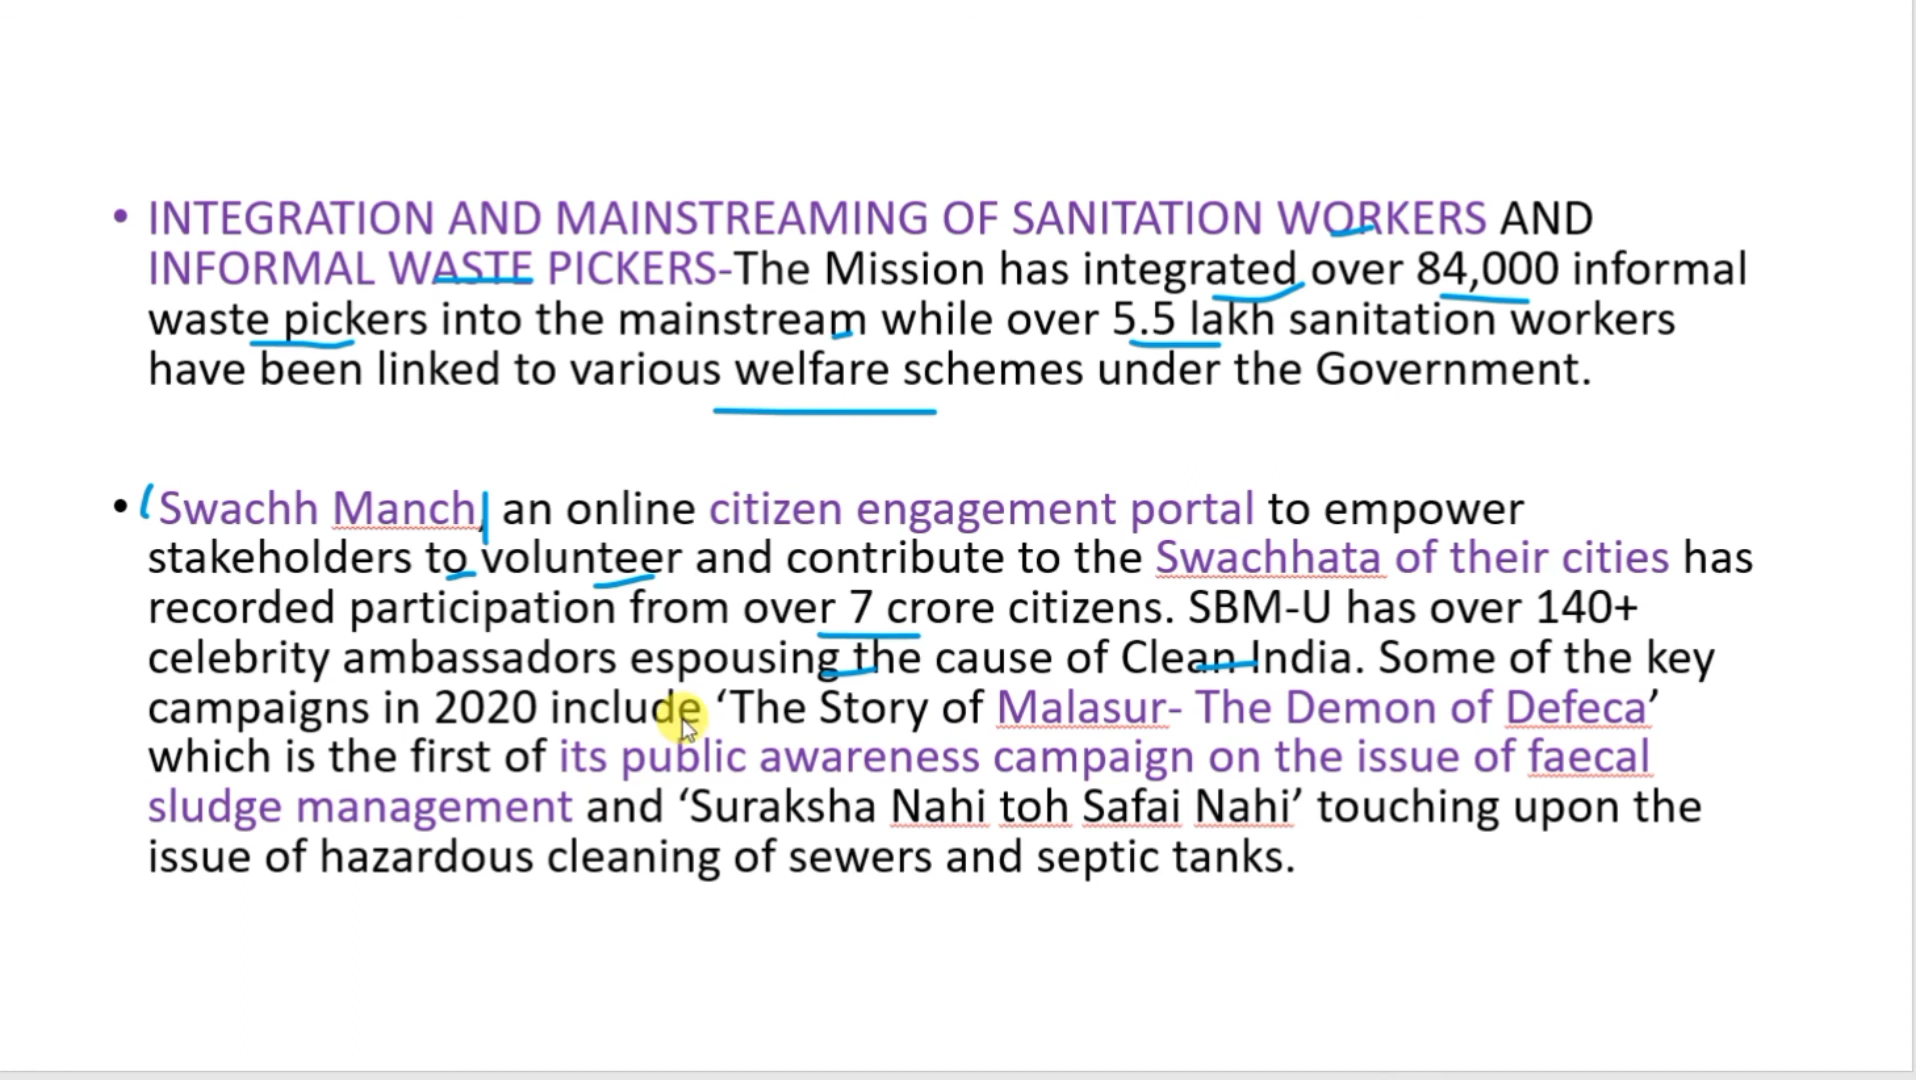 • INTEGRATION AND MAINSTREAMING OF SANITATION WORKERS AND
INFORMAL WASTE PICKERS-The Mission has integrated over 84,000 informal
waste pickers into the mainstream while over 5.5 lakh sanitation workers
have been linked to various welfare schemes under the Government.
• Swachh Manch, an online citizen engagement portal to empower
stakeholders to volunteer and contribute to the Swachhata of their cities has
recorded participation from over 7 crore citizens. SBM-U has over 140+
celebrity ambassadors espousing the cause of Clean India. Some of the key
campaigns in 2020 include ‘The Story of Malasur- The Demon of Defeca’
which is the first of its public awareness campaign on the issue of faecal
sludge management and ‘Suraksha Nahi toh Safai Nahi’ touching upon the
issue of hazardous cleaning of sewers and septic tanks.